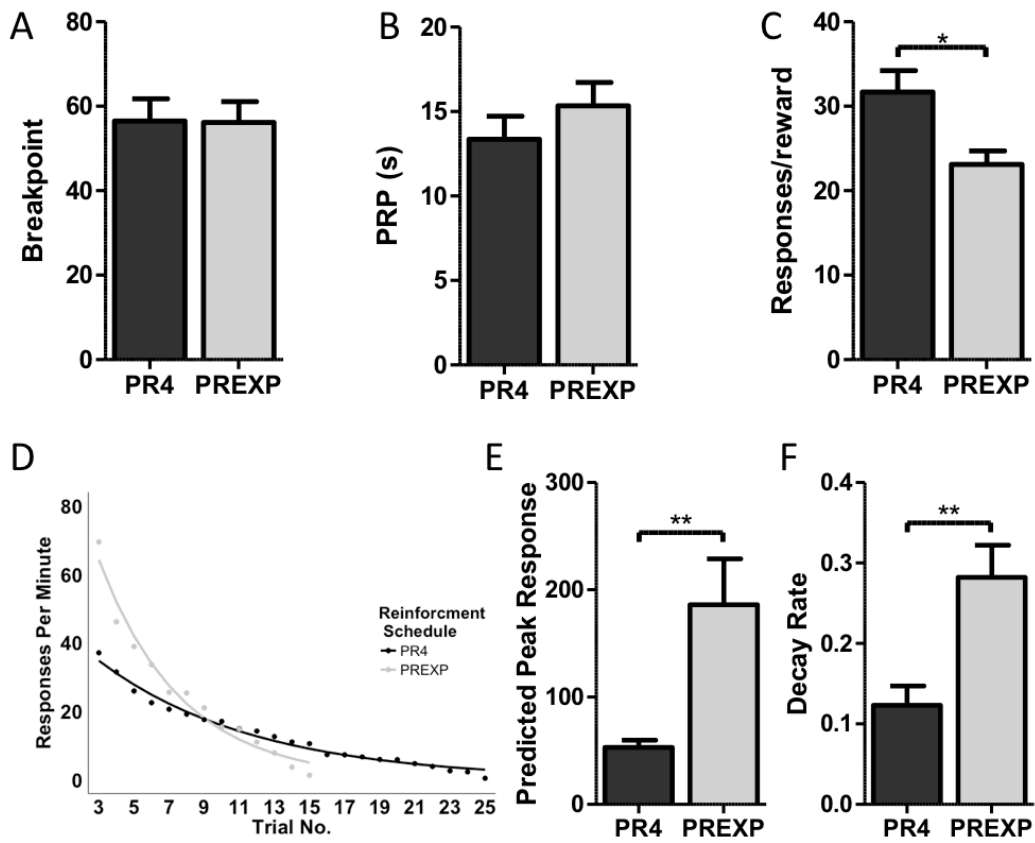 A
Breakpoint
80
60
40
20
0
PR4 PREXP
B
PRP (s)
20
15
10
5
0
PR4 PREXP
C
Responses/reward
40
30
20
10
0
*
PR4 PREXP
D
Responses Per Minute
80
60
40
20
0
3 5 7 9 11 13 15 17 19 21 23 25
Trial No.
Reinforcment
Schedule
PR4
PREXP
E
Predicted Peak Response
300
200
100
0
**
PR4 PREXP
F
Decay Rate
0.4
0.3
0.2
0.1
0.0
**
PR4 PREXP